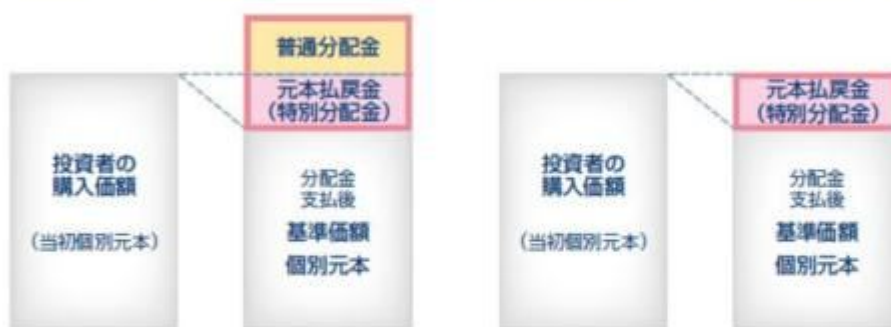 普通分配金
元本払戻金
(特別分配金)
投資者の
購入価額
(当初個別元本)
分配金
支払後
基準価額
個別元本
元本払戻金
(特別分配金)
投資者の
購入価額
(当初個別元本)
分配金
支払後
基準価額
個別元本